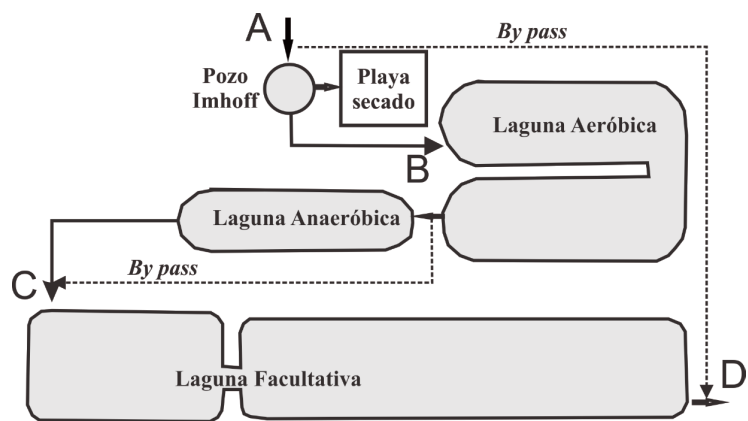 A
By pass
Pozo
Imhoff
Playa
secado
Laguna Aeróbica
B
Laguna Anaeróbica
By pass
C
Laguna Facultativa
D